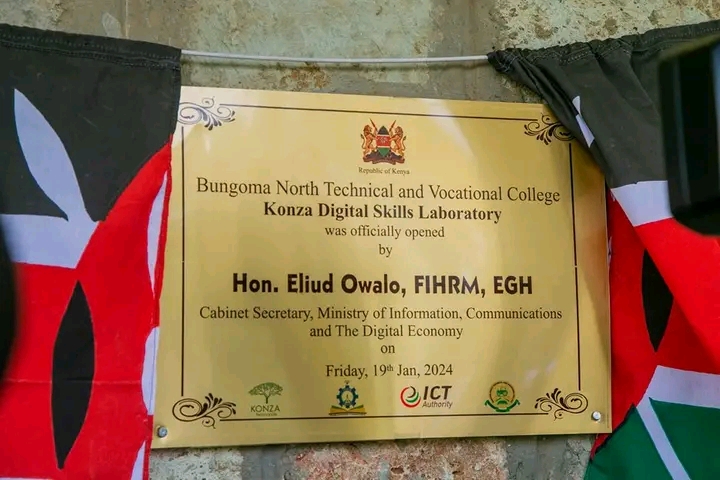 Republic of Kenya
Bungoma North Technical and Vocational College
Konza Digital Skills Laboratory
was officially opened
by
Hon. Eliud Owalo, FIHRM, EGH
Cabinet Secretary, Ministry of Information, Communications
and The Digital Economy
on
Friday, 19th Jan, 2024
KONZA
ICT
Authority